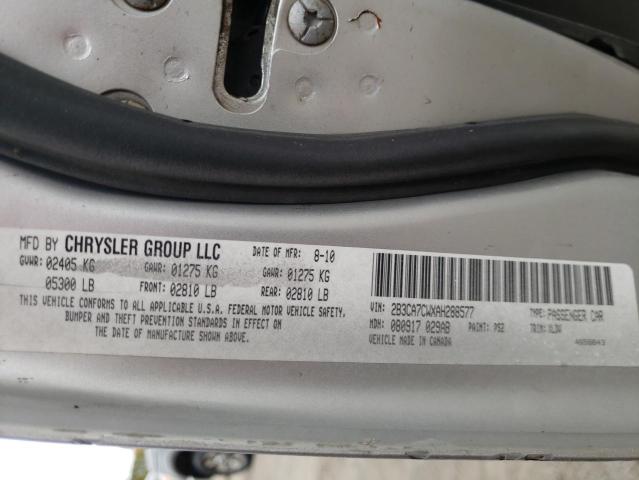 MFD BY CHRYSLER GROUP LLC DATE OF MFR: 8-10
GVWR: 02405 KG GAWR: 01275 KG GAWR: 01275 KG
05300 LB FRONT: 02810 LB REAR: 02810 LB
THIS VEHICLE CONFORMS TO ALL APPLICABLE U.S.A. FEDERAL MOTOR VEHICLE SAFETY,
BUMPER AND THEFT PREVENTION STANDARDS IN EFFECT ON
THE DATE OF MANUFACTURE SHOWN ABOVE.
VIN: 2B3CA7CWXAH288577 TYPE: PASSENGER CAR
MDH: 080817 029AB PAINT: PS2 TRIM:
VEHICLE MADE IN CANADA